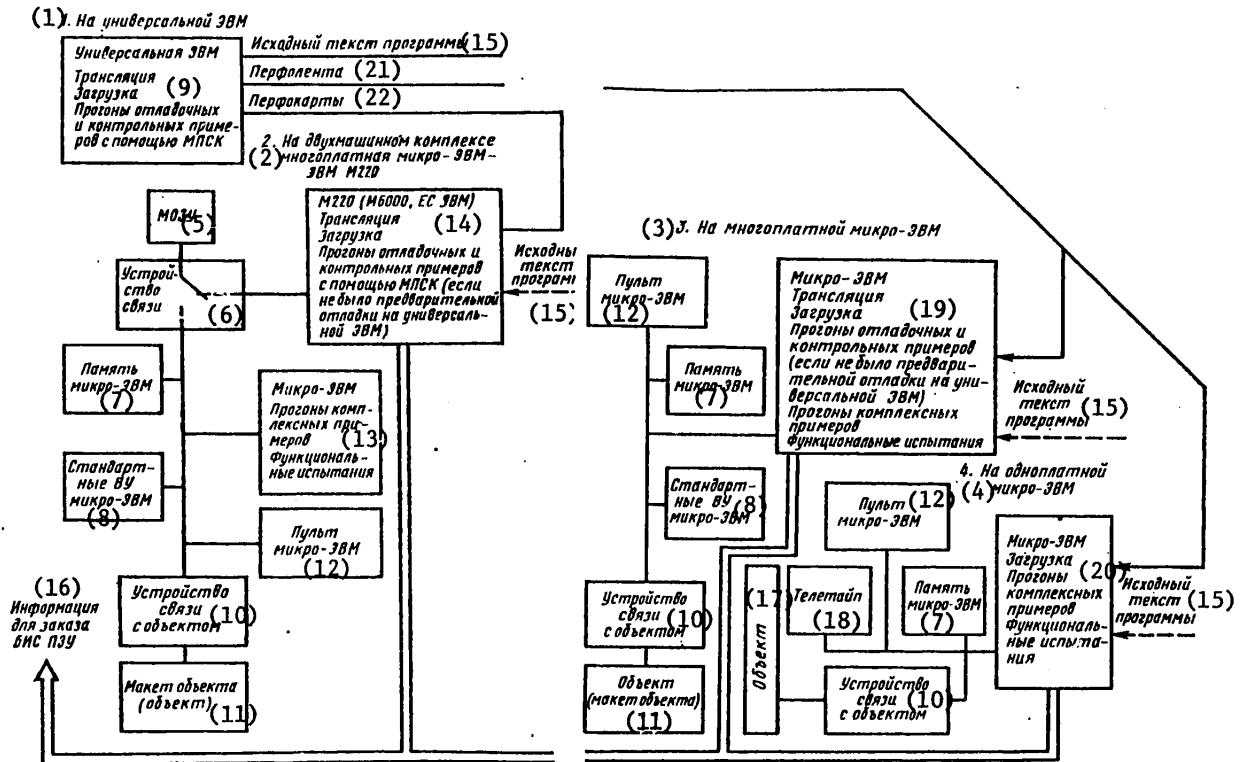 (1) 1. На универсальной ЭВМ
Универсальная ЭВМ
Трансляция
(9)
Загрузка
Прогоны отладочных
и контрольных приме-
ров с помощью МПСК
Исходный текст программы (15)
Перфолента (21)
Перфокарты (22)
2. На двухмашинном комплексе
(2) многоплатная микро-ЭВМ-
ЭВМ М220
(5)
Устрой-
ство
связи
(6)
М220 (М6000, ЕС ЭВМ)
Трансляция
(14)
Загрузка
Прогоны отладочных и
контрольных примеров
с помощью МПСК (если
не было предварительной
отладки на универсаль-
ной ЭВМ)
Исходны
текст
програм
(15)
Память
микро-ЭВМ
(7)
Микро-ЭВМ
Прогоны комп-
лексных при-
меров (13)
Функциональ-
ные испытания
Стандарт-
ные ВУ
микро-ЭВМ
(8)
Пульт
микро-ЭВМ
(12)
(16)
Информация
для заказа
БИС ПЗУ
Устройство
связи (10)
с объектом
Макет объекта
(объект) (11)
(3) 3. На многоплатной микро-ЭВМ
Пульт
микро-ЭВМ
(12)
Микро-ЭВМ
Трансляция
(19)
Загрузка
Прогоны отладочных и
контрольных примеров
(если не было предвари-
тельной отладки на уни-
версальной ЭВМ)
Прогоны комплексных
примеров
Функциональные испытания
Память
микро-ЭВМ
(7)
Исходный
текст (15)
программы
Стандарт-
ные ВУ (8)
микро-ЭВМ
Устройство
связи (10)
с объектом
Объект
(макет объекта)
(11)
4. На одноплатной
(4) микро-ЭВМ
Пульт (12)
микро-ЭВМ
Микро-ЭВМ
Загрузка
Прогоны (20)
комплексных
примеров
Функциональ-
ные испыта-
ния
Исходный
текст (15)
программы
(17)
Объект
Телетайп
(18)
Память
микро-ЭВМ
(7)
Устройство
связи (10)
с объектом